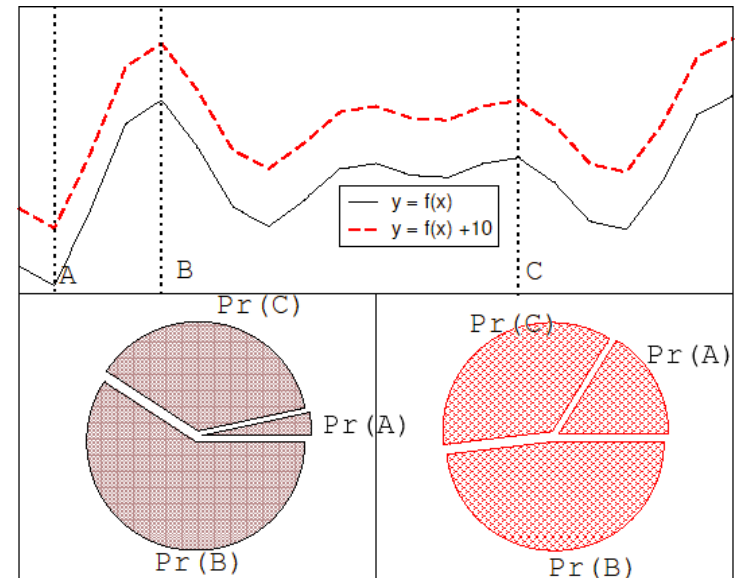 y = f(x)
y = f(x) +10
A
B
C
Pr(C)
Pr(A)
Pr(B)
Pr(C)
Pr(A)
Pr(B)